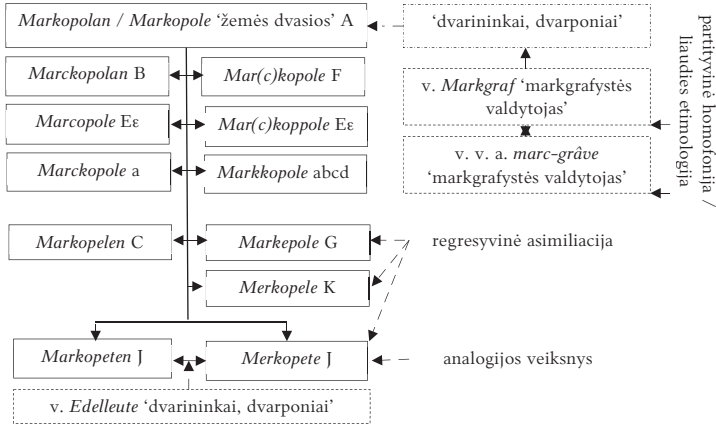 Markopolan / Markopole ‘žemės dvasios’ A
‘dvarininkai, dvarponiai’
Marckopolan B
Mar(c)kopole F
v. Markgraf ‘markgrafystės
valdytojas’
Marcopole Eε
Mar(c)koppole Eε
v. v. a. marc-grâve
‘markgrafystės valdytojas’
Marckopole a
Markkopole abcd
partityvinė homofonija /
liaudies etimologija
Markopelen C
Markepole G
regresyvinė asimiliacija
Merkopele K
Markopeten J
Merkopete J
analogijos veiksnys
v. Edelleute ‘dvarininkai, dvarponiai’